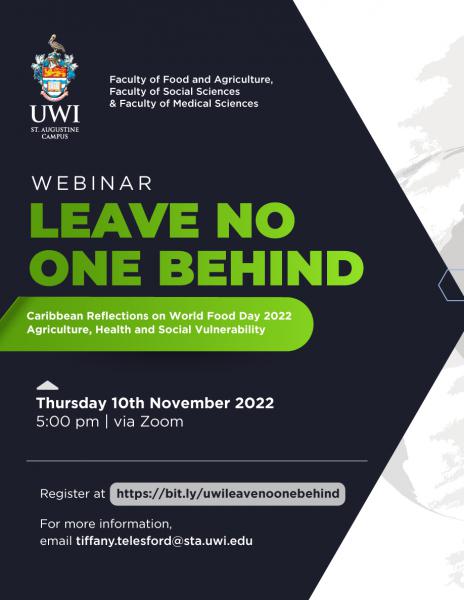 UWI
ST. AUGUSTINE
CAMPUS
Faculty of Food and Agriculture,
Faculty of Social Sciences
& Faculty of Medical Sciences
WEBINAR
LEAVE NO
ONE BEHIND
Caribbean Reflections on World Food Day 2022
Agriculture, Health and Social Vulnerability
Thursday 10th November 2022
5:00 pm | via Zoom
Register at https://bit.ly/uwileavenoonebehind
For more information,
email tiffany.telesford@sta.uwi.edu